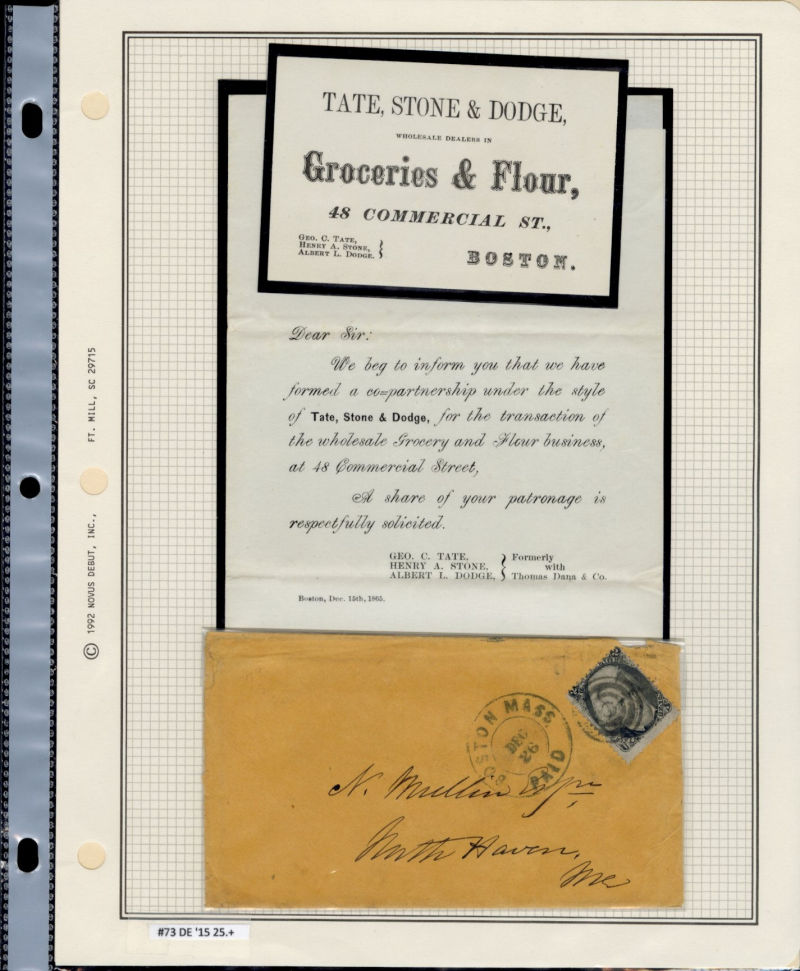 TATE, STONE & DODGE,
WHOLESALE DEALERS IN
Groceries & Flour,
48 COMMERCIAL ST.,
GEO. C. TATE,
HENRY A. STONE,
ALBERT L. DODGE.
BOSTON.
Dear Sir:
We beg to inform you that we have
formed a co=partnership under the style
of Tate, Stone & Dodge, for the transaction of
the wholesale Grocery and Flour business,
at 48 Commercial Street,
A share of your patronage is
respectfully solicited.
GEO. C. TATE,
HENRY A. STONE,
ALBERT L. DODGE,
Formerly
with
Thomas Dana & Co.
Boston, Dec. 15th, 1865.
BOSTON MASS
DEC
26
PAID
N. Mullin Esqr
North Haven,
Me
© 1992 NOVUS DEBUT, INC., FT. MILL, SC 29715
#73 DE '15 25.+